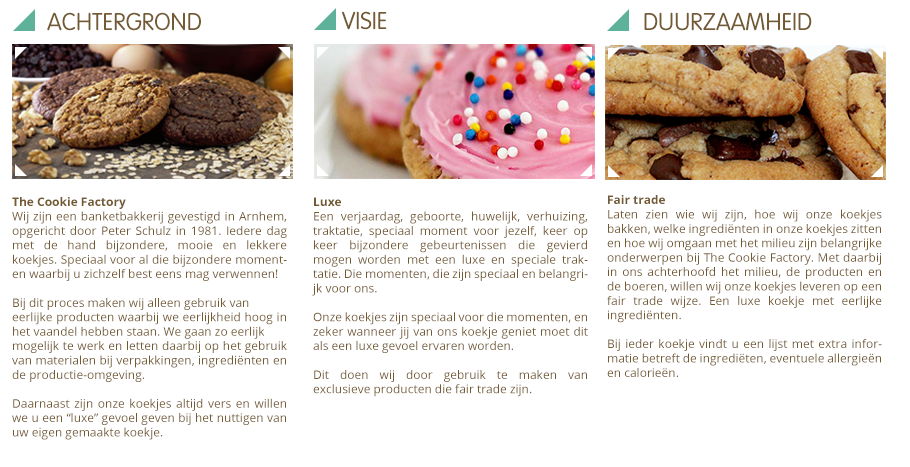 ACHTERGROND
The Cookie Factory
Wij zijn een banketbakkerij gevestigd in Arnhem,
opgericht door Peter Schulz in 1981. Iedere dag
met de hand bijzondere, mooie en lekkere
koekjes. Speciaal voor al die bijzondere moment-
en waarbij u zichzelf best eens mag verwennen!
Bij dit proces maken wij alleen gebruik van
eerlijke producten waarbij we eerlijkheid hoog in
het vaandel hebben staan. We gaan zo eerlijk
mogelijk te werk en letten daarbij op het gebruik
van materialen bij verpakkingen, ingrediënten en
de productie-omgeving.
Daarnaast zijn onze koekjes altijd vers en willen
we u een “luxe” gevoel geven bij het nuttigen van
uw eigen gemaakte koekje.
VISIE
Luxe
Een verjaardag, geboorte, huwelijk, verhuizing,
traktatie, speciaal moment voor jezelf, keer op
keer bijzondere gebeurtenissen die gevierd
mogen worden met een luxe en speciale trak-
tatie. Die momenten, die zijn speciaal en belangri-
jk voor ons.
Onze koekjes zijn speciaal voor die momenten, en
zeker wanneer jij van ons koekje geniet moet dit
als een luxe gevoel ervaren worden.
Dit doen wij door gebruik te maken van
exclusieve producten die fair trade zijn.
DUURZAAMHEID
Fair trade
Laten zien wie wij zijn, hoe wij onze koekjes
bakken, welke ingrediënten in onze koekjes zitten
en hoe wij omgaan met het milieu zijn belangrijke
onderwerpen bij The Cookie Factory. Met daarbij
in ons achterhoofd het milieu, de producten en
de boeren, willen wij onze koekjes leveren op een
fair trade wijze. Een luxe koekje met eerlijke
ingrediënten.
Bij ieder koekje vindt u een lijst met extra infor-
matie betreft de ingrediëten, eventuele allergieën
en calorieën.